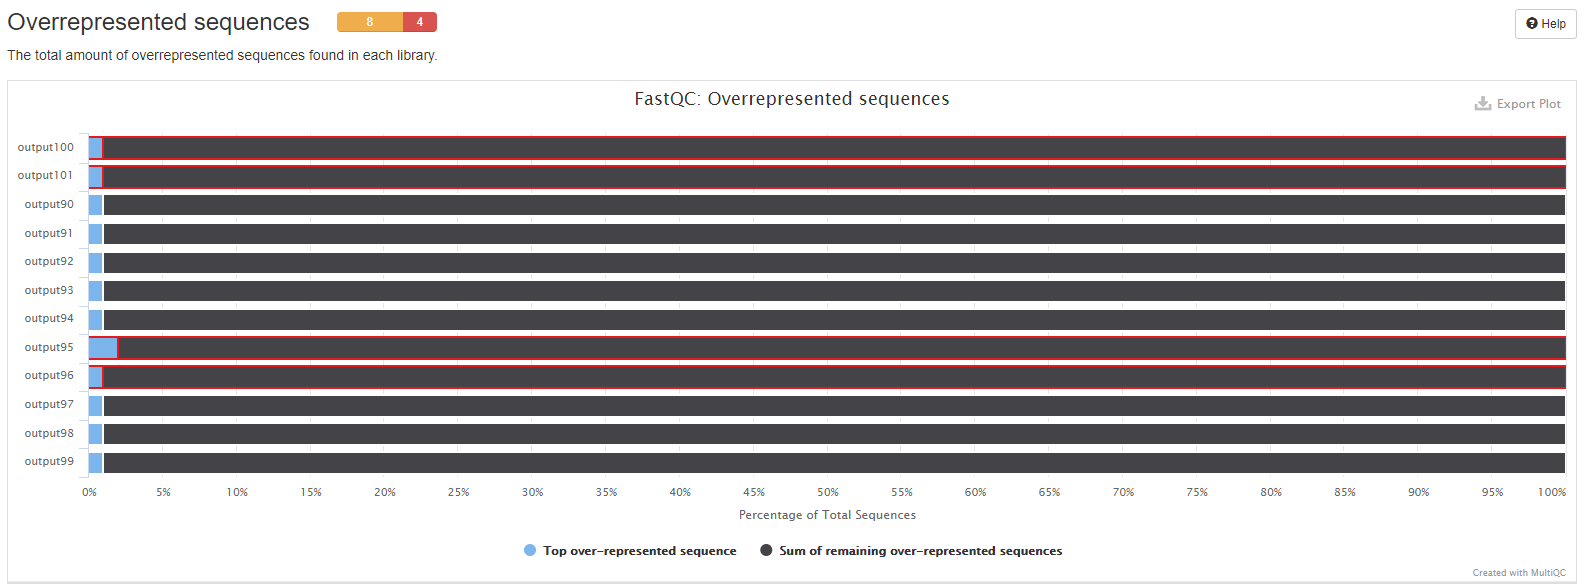 Overrepresented sequences 8 4
Help
The total amount of overrepresented sequences found in each library.
FastQC: Overrepresented sequences
Export Plot
output100
output101
output90
output91
output92
output93
output94
output95
output96
output97
output98
output99
0% 5% 10% 15% 20% 25% 30% 35% 40% 45% 50% 55% 60% 65% 70% 75% 80% 85% 90% 95% 100%
Percentage of Total Sequences
Top over-represented sequence Sum of remaining over-represented sequences
Created with MultiQC